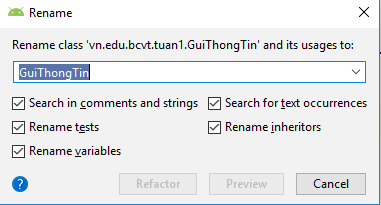 Rename
Rename class 'vn.edu.bcvt.tuan1.GuiThongTin' and its usages to:
GuiThongTin
Search in comments and strings Search for text occurrences
Rename tests Rename inheritors
Rename variables
? Refactor Preview Cancel